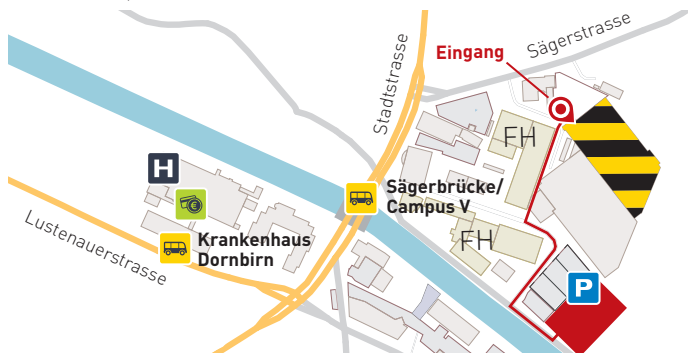 Sägerstrasse
Eingang
Stadtstrasse
FH
H
Sägerbrücke/
Campus V
FH
Krankenhaus
Dornbirn
Lustenauerstrasse
P